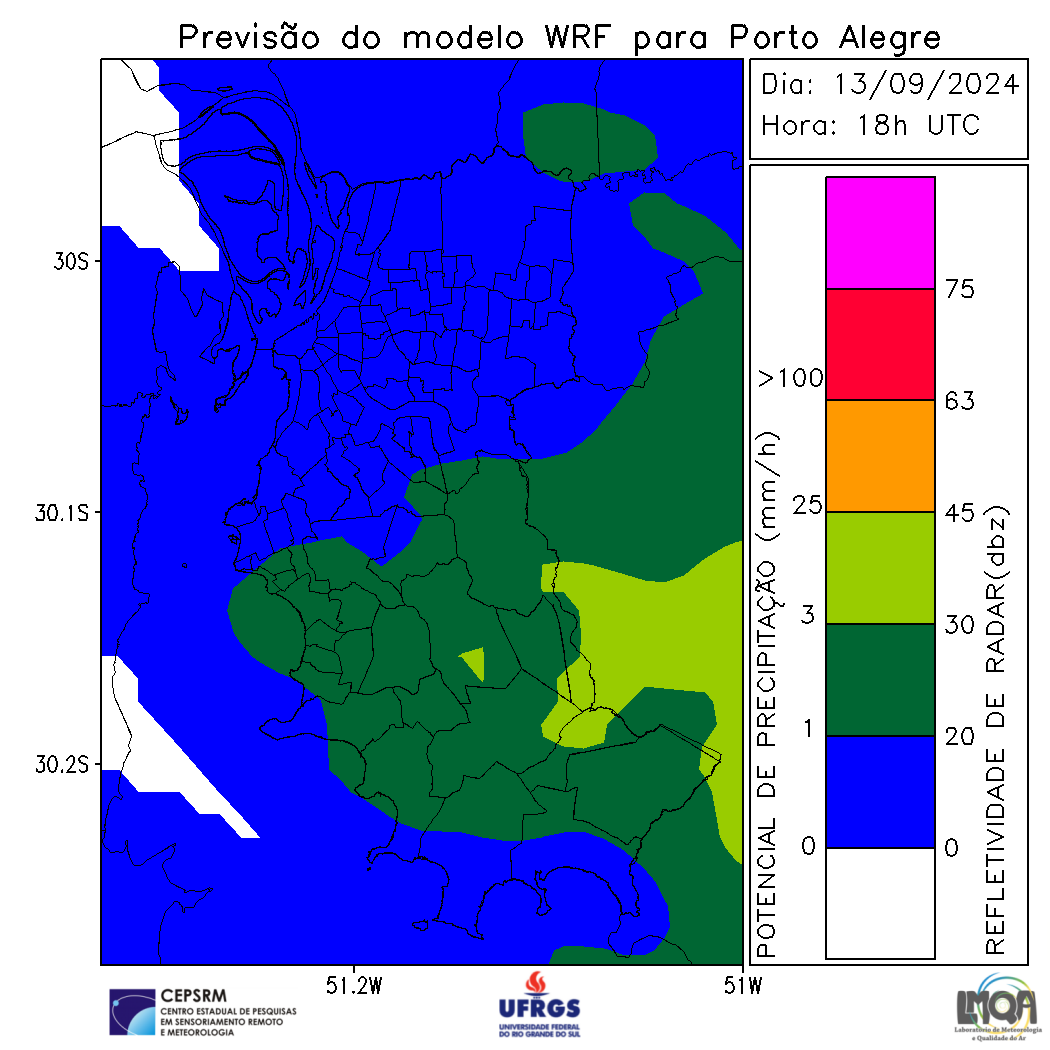 Previsão do modelo WRF para Porto Alegre
Dia: 13/09/2024
Hora: 18h UTC
30S
30.1S
30.2S
51.2W
51W
POTENCIAL DE PRECIPITAÇÃO (mm/h)
>100
25
3
1
0
75
63
45
30
20
0
REFLETIVIDADE DE RADAR(dbz)
CEPSRM
CENTRO ESTADUAL DE PESQUISAS
EM SENSORIAMENTO REMOTO
E METEOROLOGIA
UFRGS
UNIVERSIDADE FEDERAL
DO RIO GRANDE DO SUL
LMQA
Laboratório de Meteorologia
e Qualidade do Ar